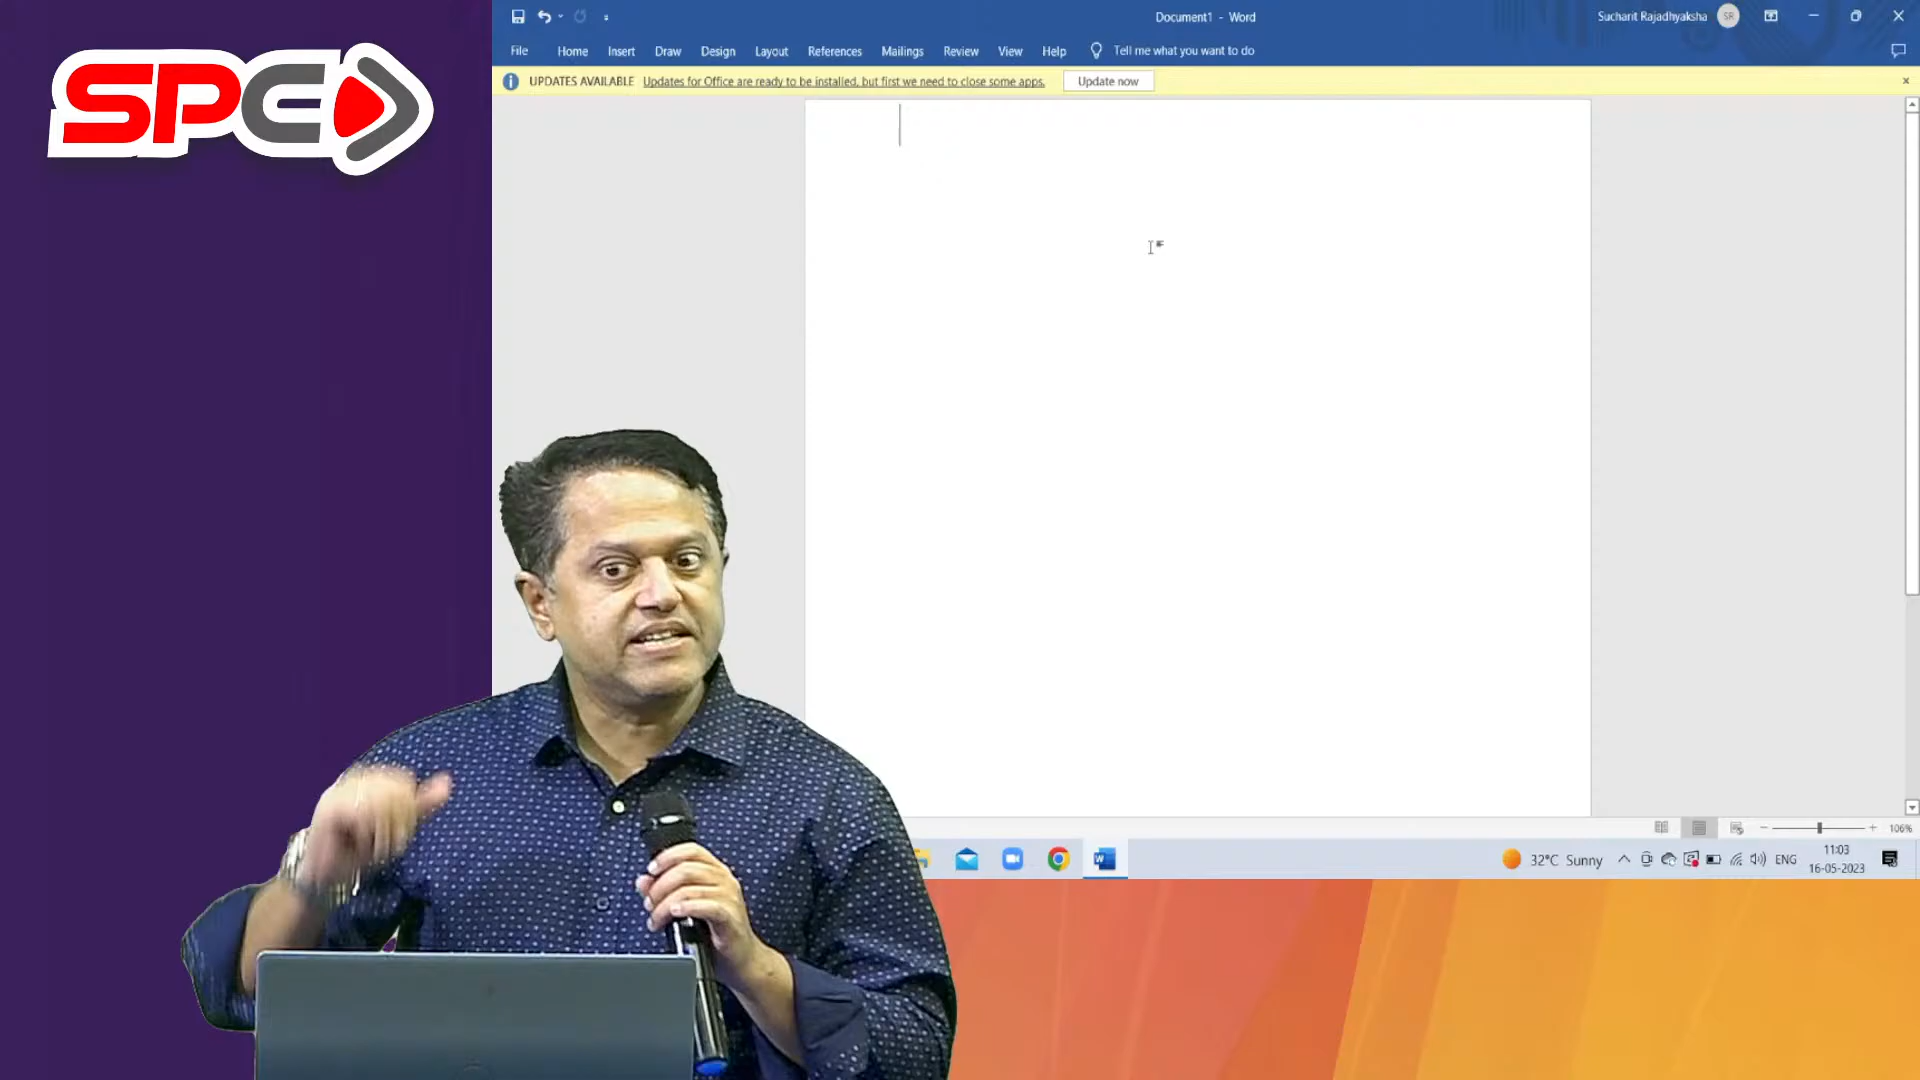 SPE
Document1 - Word
Sucharit Rajadhyaksha
SR
File Home Insert Draw Design Layout References Mailings Review View Help Tell me what you want to do
UPDATES AVAILABLE Updates for Office are ready to be installed, but first we need to close some apps. Update now
106%
32°C Sunny
ENG
11:03
16-05-2023